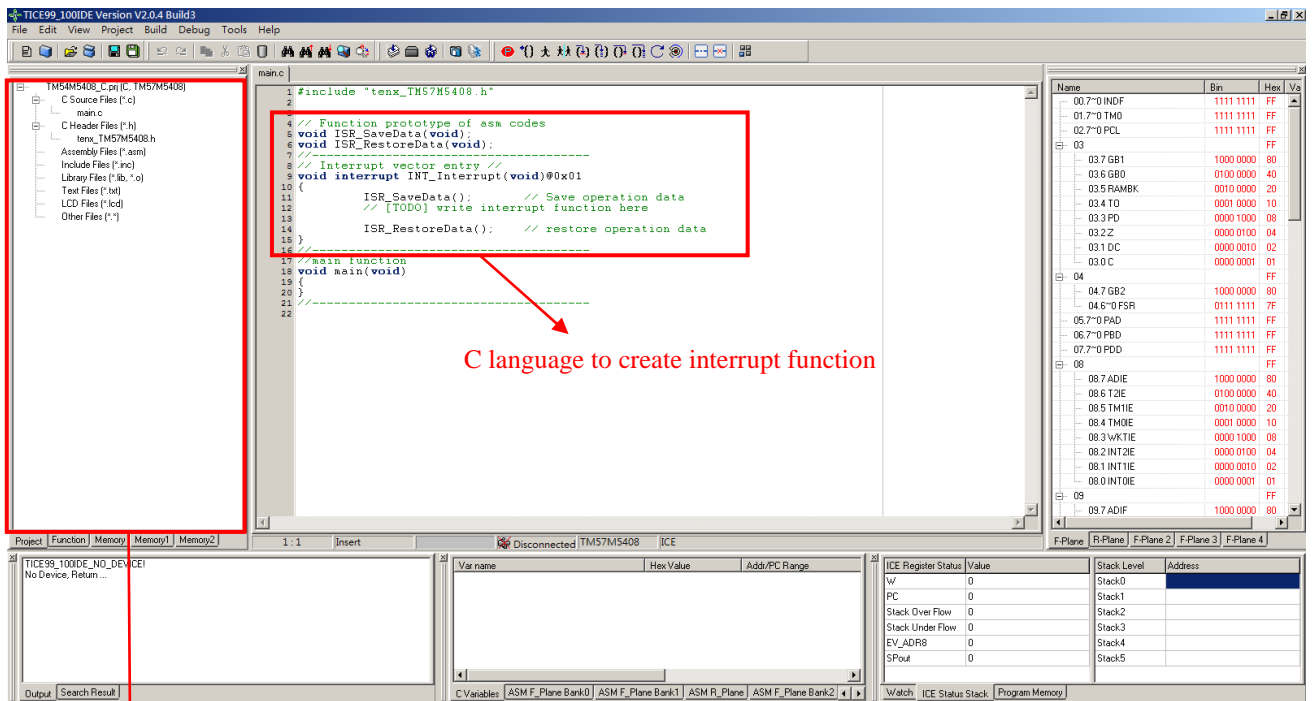 TICE99_100IDE Version V2.0.4 Build3
File Edit View Project Build Debug Tools Help
main.c
TM54M5408_C.prj (C, TM57M5408)
C Source Files (*.c)
main.c
C Header Files (*.h)
tenx_TM57M5408.h
Assembly Files (*.asm)
Include Files (*.inc)
Library Files (*.lib, *.o)
Text Files (*.txt)
LCD Files (*.lcd)
Other Files (*.*)
Project Function Memory Memory1 Memory2
1 #include "tenx_TM57M5408.h"
2
3
4 // Function prototype of asm codes
5 void ISR_SaveData(void);
6 void ISR_RestoreData(void);
7 //--------------------------------------
8 // Interrupt vector entry //
9 void interrupt INT_Interrupt(void)@0x01
10 {
11 ISR_SaveData(); // Save operation data
12 // [TODO] write interrupt function here
13
14 ISR_RestoreData(); // restore operation data
15 }
16 //--------------------------------------
17 //main function
18 void main(void)
19 {
20 }
21 //--------------------------------------
22
C language to create interrupt function
1:1 Insert Disconnected TM57M5408 ICE
Name Bin Hex Va
00.7~0 INDF 1111 1111 FF
01.7~0 TM0 1111 1111 FF
02.7~0 PCL 1111 1111 FF
03 FF
03.7 GB1 1000 0000 80
03.6 GB0 0100 0000 40
03.5 RAMBK 0010 0000 20
03.4 TO 0001 0000 10
03.3 PD 0000 1000 08
03.2 Z 0000 0100 04
03.1 DC 0000 0010 02
03.0 C 0000 0001 01
04 FF
04.7 GB2 1000 0000 80
04.6~0 FSR 0111 1111 7F
05.7~0 PAD 1111 1111 FF
06.7~0 PBD 1111 1111 FF
07.7~0 PDD 1111 1111 FF
08 FF
08.7 ADIE 1000 0000 80
08.6 T2IE 0100 0000 40
08.5 TM1IE 0010 0000 20
08.4 TM0IE 0001 0000 10
08.3 WKTIE 0000 1000 08
08.2 INT2IE 0000 0100 04
08.1 INT1IE 0000 0010 02
08.0 INT0IE 0000 0001 01
09 FF
09.7 ADIF 1000 0000 80
F-Plane R-Plane F-Plane 2 F-Plane 3 F-Plane 4
TICE99_100IDE_NO_DEVICE!
No Device, Return ...
Output Search Result
Var name Hex Value Addr/PC Range
C Variables ASM F_Plane Bank0 ASM F_Plane Bank1 ASM R_Plane ASM F_Plane Bank2
ICE Register Status Value
W 0
PC 0
Stack Over Flow 0
Stack Under Flow 0
EV_ADR8 0
SPout 0
Stack Level Address
Stack0
Stack1
Stack2
Stack3
Stack4
Stack5
Watch ICE Status Stack Program Memory